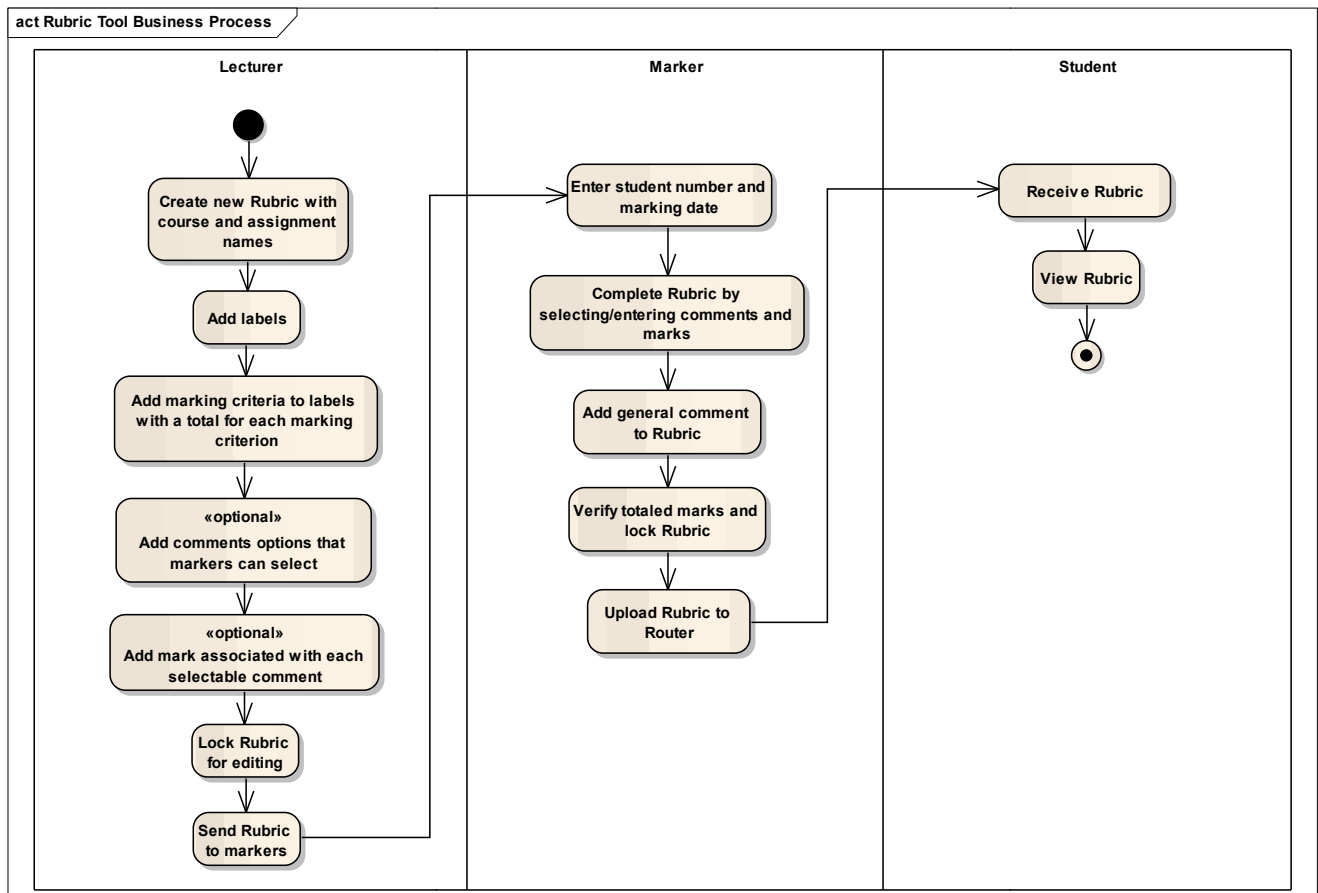 act Rubric Tool Business Process
Lecturer
Create new Rubric with
course and assignment
names
Add labels
Add marking criteria to labels
with a total for each marking
criterion
«optional»
Add comments options that
markers can select
«optional»
Add mark associated with each
selectable comment
Lock Rubric
for editing
Send Rubric
to markers
Marker
Enter student number and
marking date
Complete Rubric by
selecting/entering comments and
marks
Add general comment
to Rubric
Verify totaled marks and
lock Rubric
Upload Rubric to
Router
Student
Receive Rubric
View Rubric